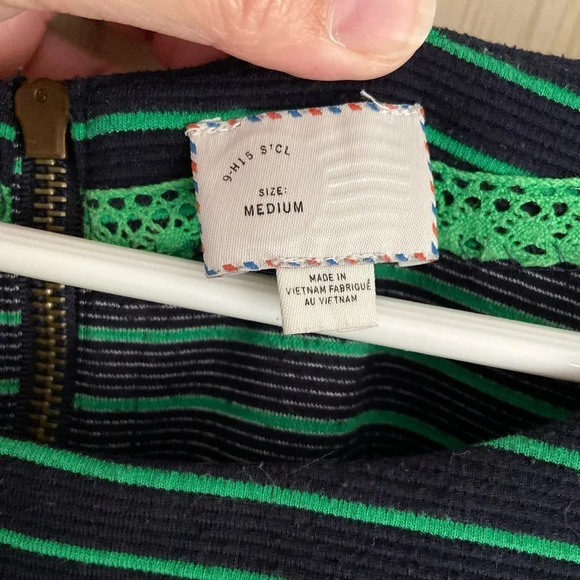 9-H15 STCL
SIZE:
MEDIUM
MADE IN
VIETNAM FABRIQUÉ
AU VIETNAM